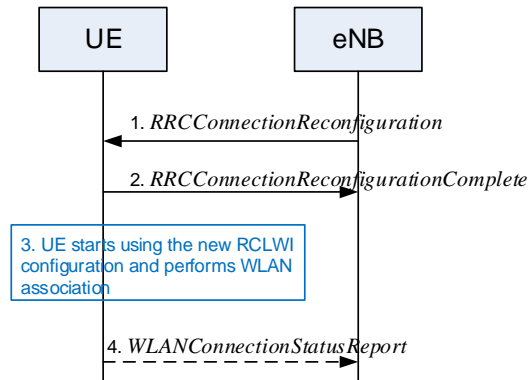 UE
eNB
1. RRCConnectionReconfiguration
2. RRCConnectionReconfigurationComplete
3. UE starts using the new RCLWI
configuration and performs WLAN
association
4. WLANConnectionStatusReport